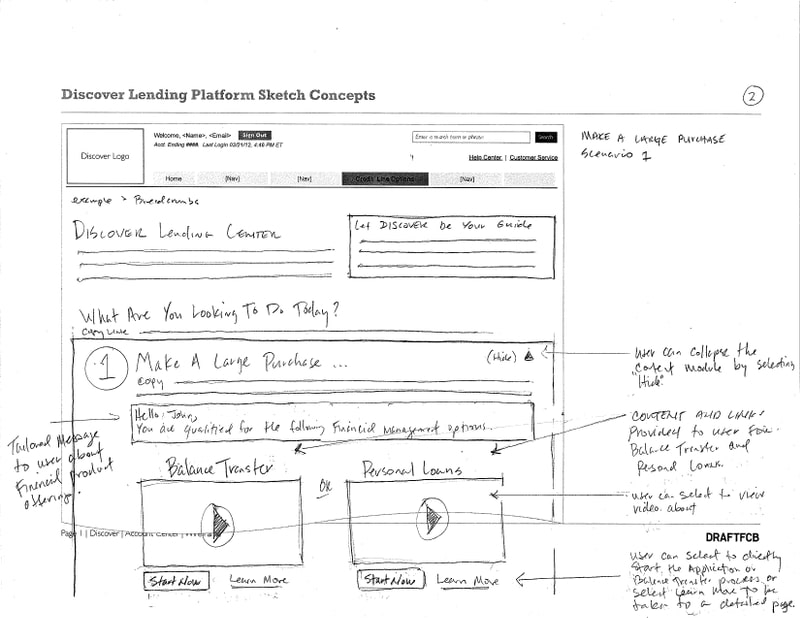 Discover Lending Platform Sketch Concepts
2
Discover Logo
Welcome, <Name>, <Email> Sign Out
Acct Ending ####. Last Login 03/21/12, 4:40 PM ET
Enter a search term or phrase Search
Help Center | Customer Service
Home [Nav] [Nav] Credit Line Options [Nav]
MAKE A LARGE PURCHASE
Scenario 1
example > Breadcrumbs
DISCOVER Lending CENTER
Let DISCOVER be Your Guide
What Are You Looking To Do Today?
Copy Line
1 Make A Large Purchase ... (Hide)
Copy
User can collapse the
content module by selecting
"Hide"
Hello, John,
You are qualified for the following Financial Management options.
Tailored Message
to user about
Financial Product
offering.
CONTENT AND LINKS
Provided to user for
Balance Transfer and
Personal Loans.
Balance Transfer OR Personal Loans
user can select to view
video about
Page 1 | Discover | Account Center |
DRAFTFCB
Start Now Learn More Start Now Learn More
User can select to directly
Start the Application or
Balance Transfer process or
select Learn More to be
taken to a detailed page.